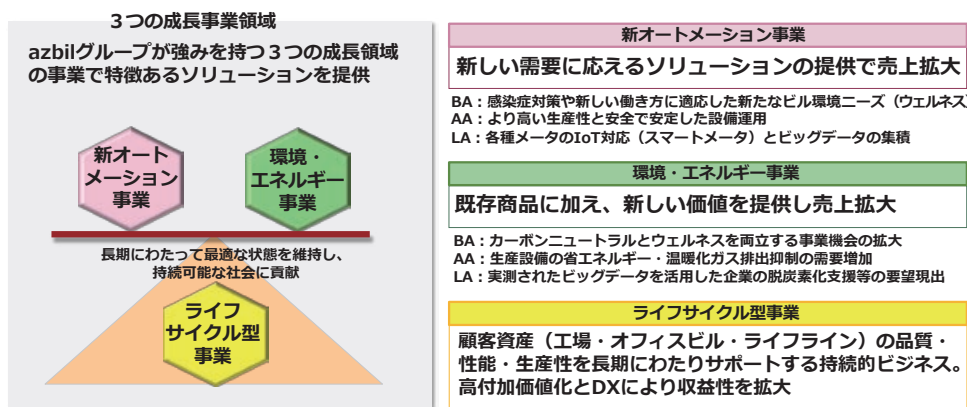 ３つの成長事業領域
azbilグループが強みを持つ３つの成長領域
の事業で特徴あるソリューションを提供
新オート
メーション
事業
環境・
エネルギー
事業
長期にわたって最適な状態を維持し、
持続可能な社会に貢献
ライフ
サイクル型
事業
新オートメーション事業
新しい需要に応えるソリューションの提供で売上拡大
BA：感染症対策や新しい働き方に適応した新たなビル環境ニーズ（ウェルネス）
AA：より高い生産性と安全で安定した設備運用
LA：各種メータのIoT対応（スマートメータ）とビッグデータの集積
環境・エネルギー事業
既存商品に加え、新しい価値を提供し売上拡大
BA：カーボンニュートラルとウェルネスを両立する事業機会の拡大
AA：生産設備の省エネルギー・温暖化ガス排出抑制の需要増加
LA：実測されたビッグデータを活用した企業の脱炭素化支援等の要望現出
ライフサイクル型事業
顧客資産（工場・オフィスビル・ライフライン）の品質・
性能・生産性を長期にわたりサポートする持続的ビジネス。
高付加価値化とDXにより収益性を拡大